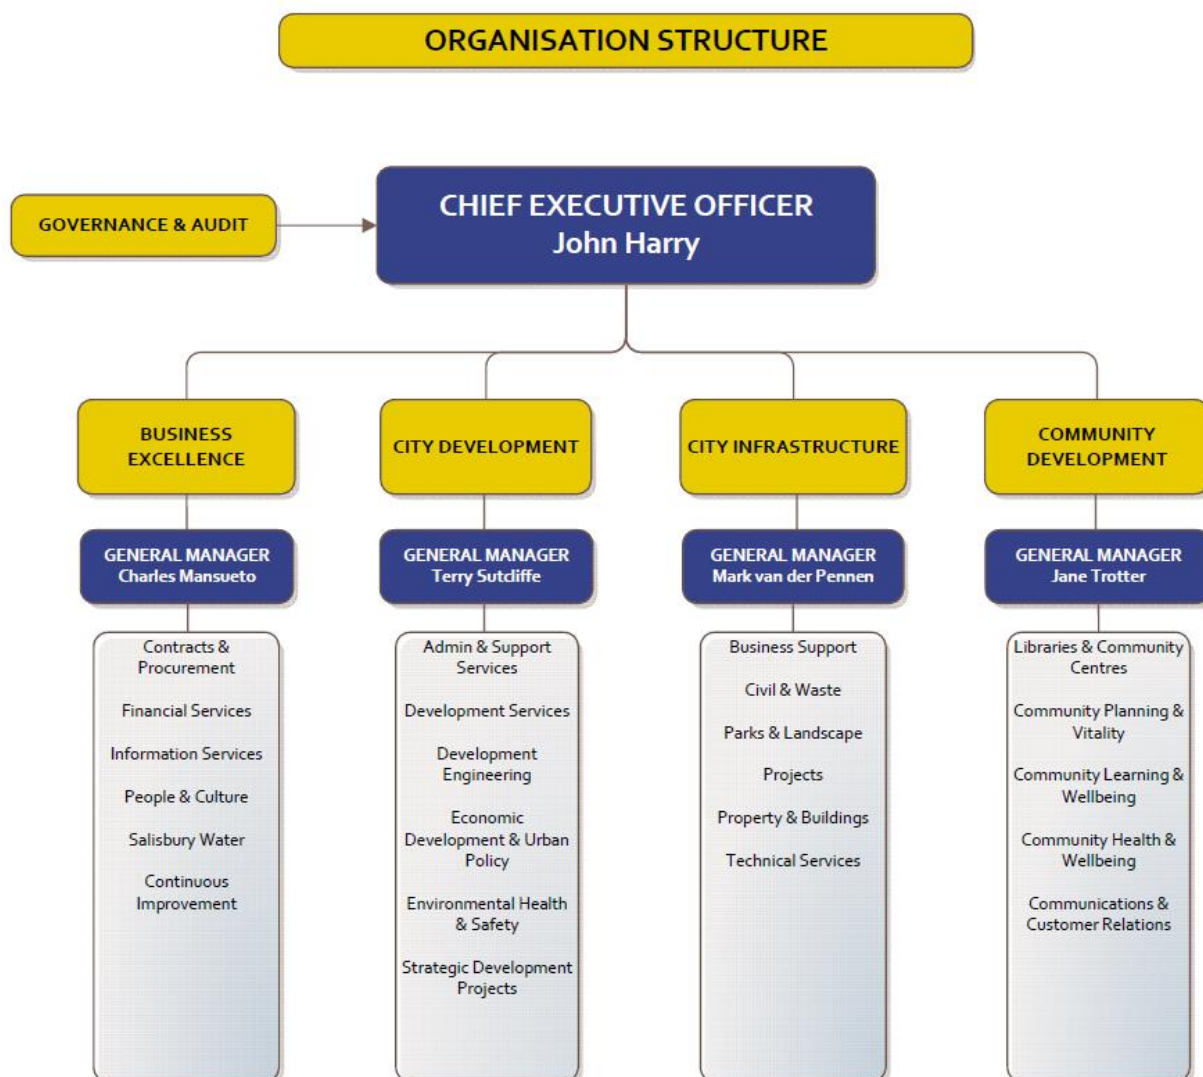 ORGANISATION STRUCTURE
GOVERNANCE & AUDIT
CHIEF EXECUTIVE OFFICER
John Harry
BUSINESS
EXCELLENCE
GENERAL MANAGER
Charles Mansueto
Contracts &
Procurement
Financial Services
Information Services
People & Culture
Salisbury Water
Continuous
Improvement
CITY DEVELOPMENT
GENERAL MANAGER
Terry Sutcliffe
Admin & Support
Services
Development Services
Development
Engineering
Economic
Development & Urban
Policy
Environmental Health
& Safety
Strategic Development
Projects
CITY INFRASTRUCTURE
GENERAL MANAGER
Mark van der Pennen
Business Support
Civil & Waste
Parks & Landscape
Projects
Property & Buildings
Technical Services
COMMUNITY
DEVELOPMENT
GENERAL MANAGER
Jane Trotter
Libraries & Community
Centres
Community Planning &
Vitality
Community Learning &
Wellbeing
Community Health &
Wellbeing
Communications &
Customer Relations